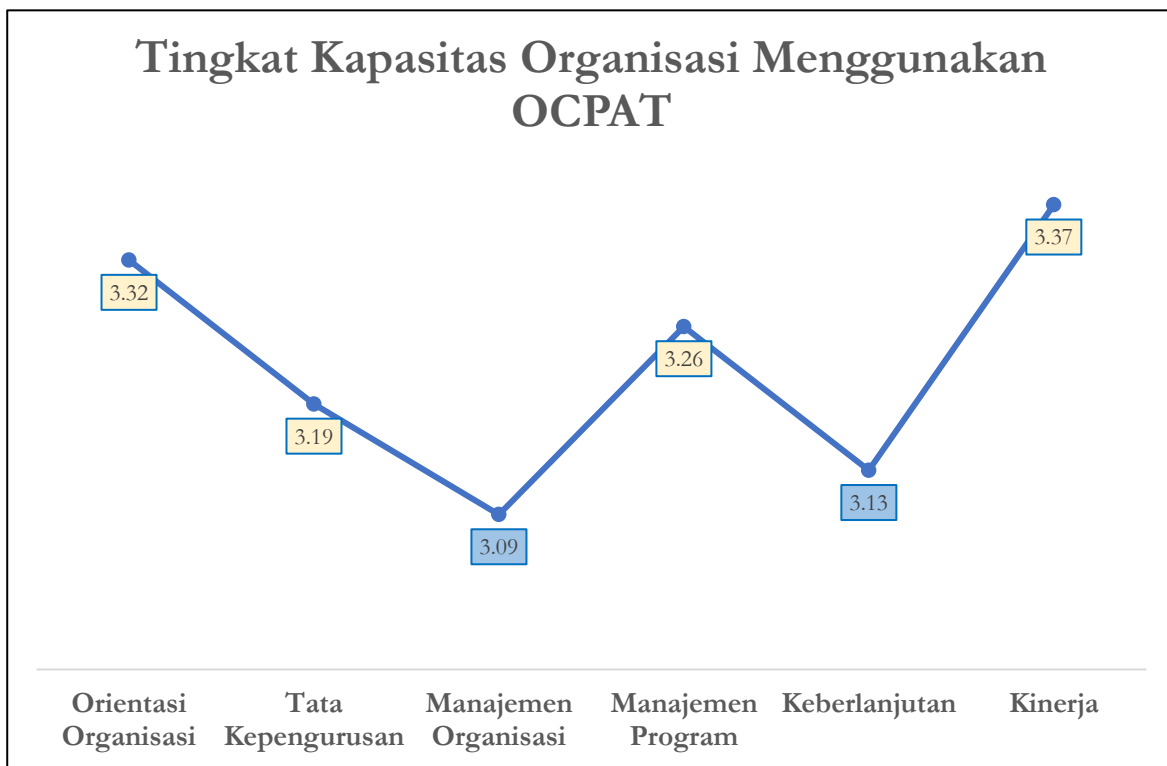 Tingkat Kapasitas Organisasi Menggunakan
OCPAT
3.32
3.19
3.09
3.26
3.13
3.37
Orientasi
Organisasi
Tata
Kepengurusan
Manajemen
Organisasi
Manajemen
Program
Keberlanjutan
Kinerja